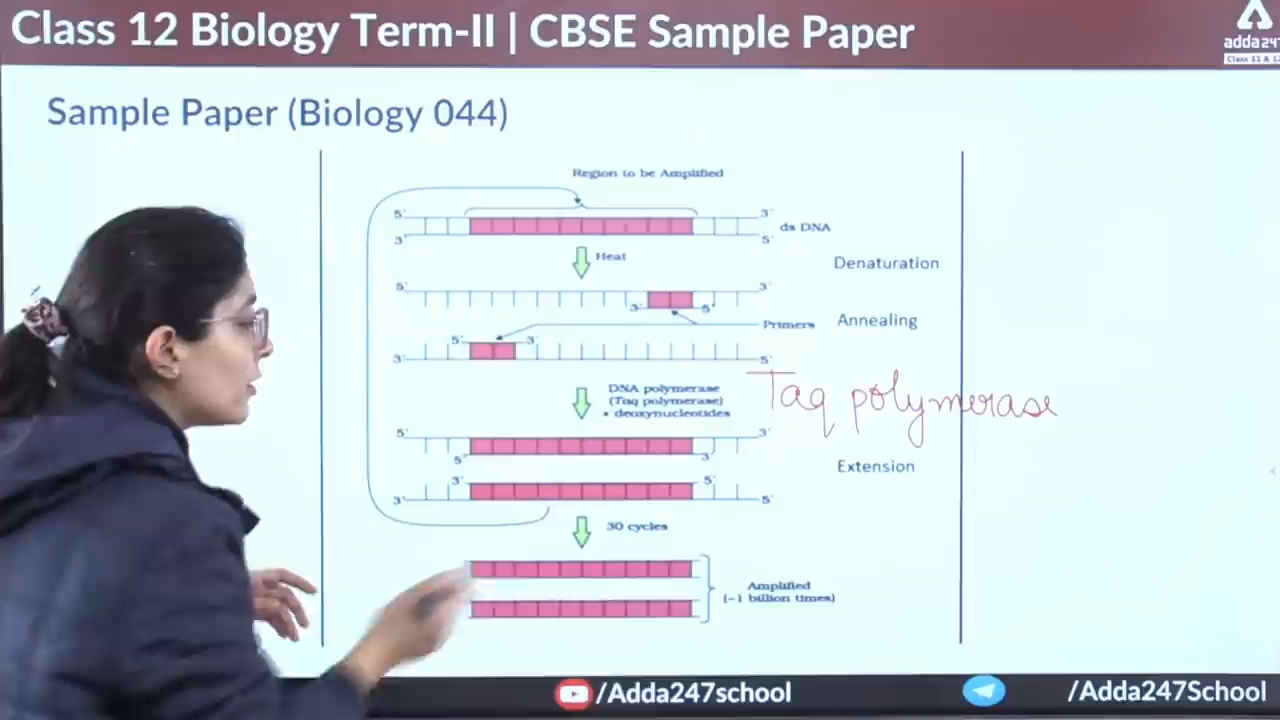 Class 12 Biology Term-II | CBSE Sample Paper
adda247
Class 11 & 12
Sample Paper (Biology 044)
Region to be Amplified
5' 3'
3' 5'
ds DNA
Heat
Denaturation
5' 3'
3' 5'
Primers
Annealing
5' 3'
3' 5'
DNA polymerase
(Taq polymerase)
+ deoxynucleotides
Taq polymerase
5' 3'
5' 3'
Extension
3' 5'
3' 5'
30 cycles
Amplified
(~1 billion times)
/Adda247school
/Adda247School